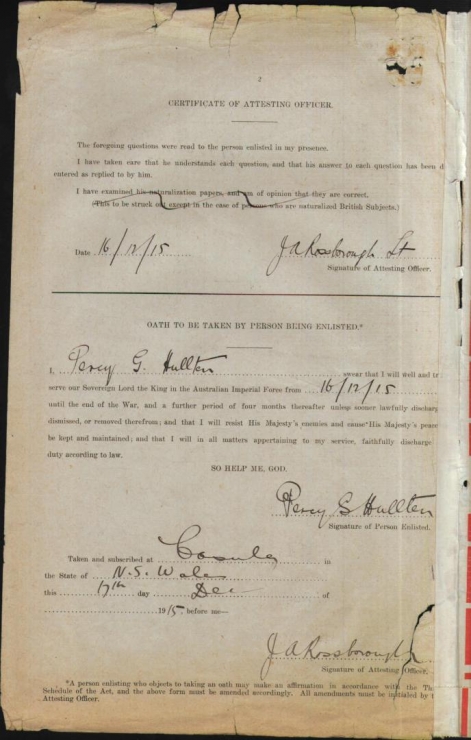 2
CERTIFICATE OF ATTESTING OFFICER.
The foregoing questions were read to the person enlisted in my presence.
I have taken care that he understands each question, and that his answer to each question has been d
entered as replied to by him.
I have examined his naturalization papers, and am of opinion that they are correct.
(This to be struck out except in the case of persons who are naturalized British Subjects.)
Date 16/12/15 J A Rossborough Lt
Signature of Attesting Officer.
OATH TO BE TAKEN BY PERSON BEING ENLISTED.*
I, Percy G. Hullten swear that I will well and tr
serve our Sovereign Lord the King in the Australian Imperial Force from 16/12/15
until the end of the War, and a further period of four months thereafter unless sooner lawfully discharg
dismissed, or removed therefrom; and that I will resist His Majesty's enemies and cause His Majesty's peace
be kept and maintained; and that I will in all matters appertaining to my service, faithfully discharge
duty according to law.
SO HELP ME, GOD.
Percy G Hullten
Signature of Person Enlisted.
Taken and subscribed at Casula in
the State of N. S. Wales
this 17th day Dec of
1915, before me—
J A Rossborough
Signature of Attesting Officer.
*A person enlisting who objects to taking an oath may make an affirmation in accordance with the Th
Schedule of the Act, and the above form must be amended accordingly. All amendments must be initialed by t
Attesting Officer.